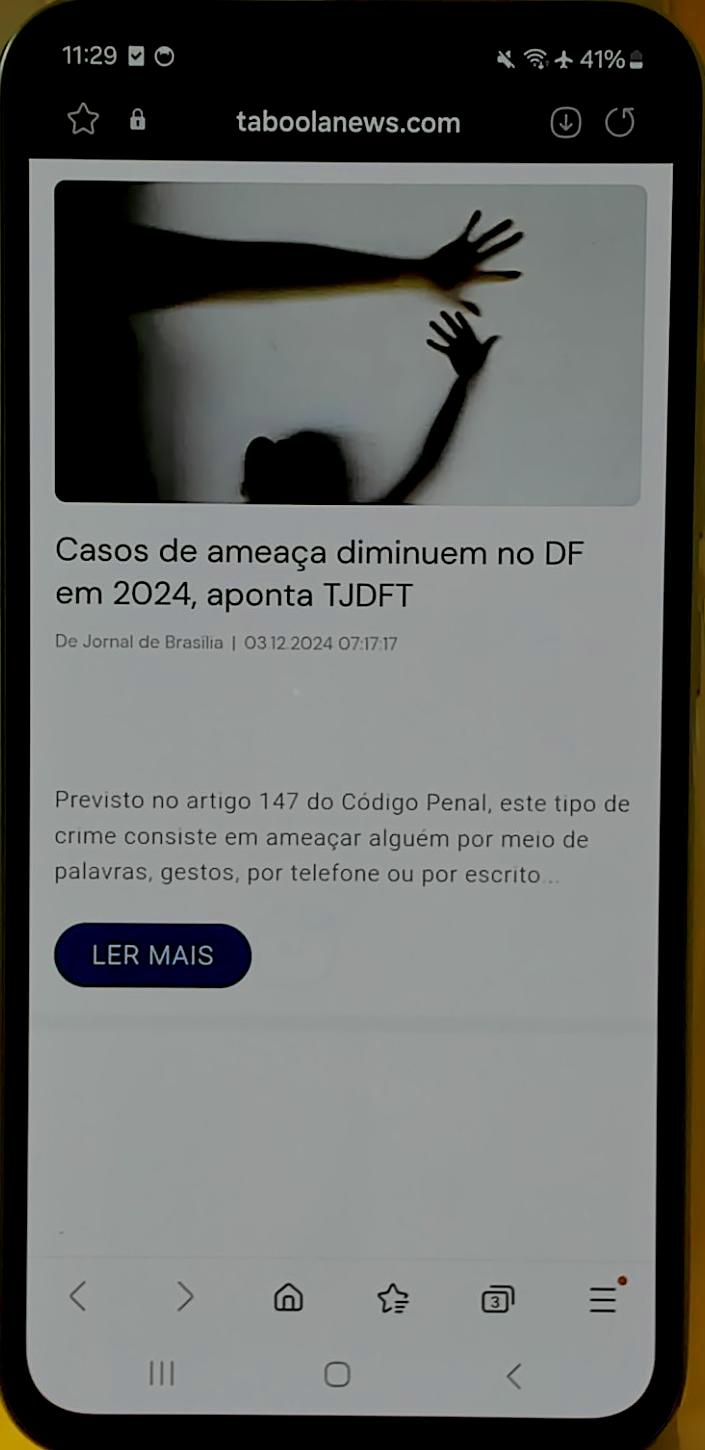 11:29
41%
taboolanews.com
Casos de ameaça diminuem no DF
em 2024, aponta TJDFT
De Jornal de Brasília | 03.12.2024 07:17:17
Previsto no artigo 147 do Código Penal, este tipo de
crime consiste em ameaçar alguém por meio de
palavras, gestos, por telefone ou por escrito...
LER MAIS
3